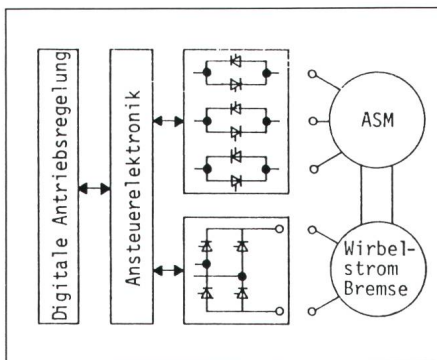 Digitale Antriebsregelung
Ansteuerelektronik
ASM
Wirbel-
strom
Bremse